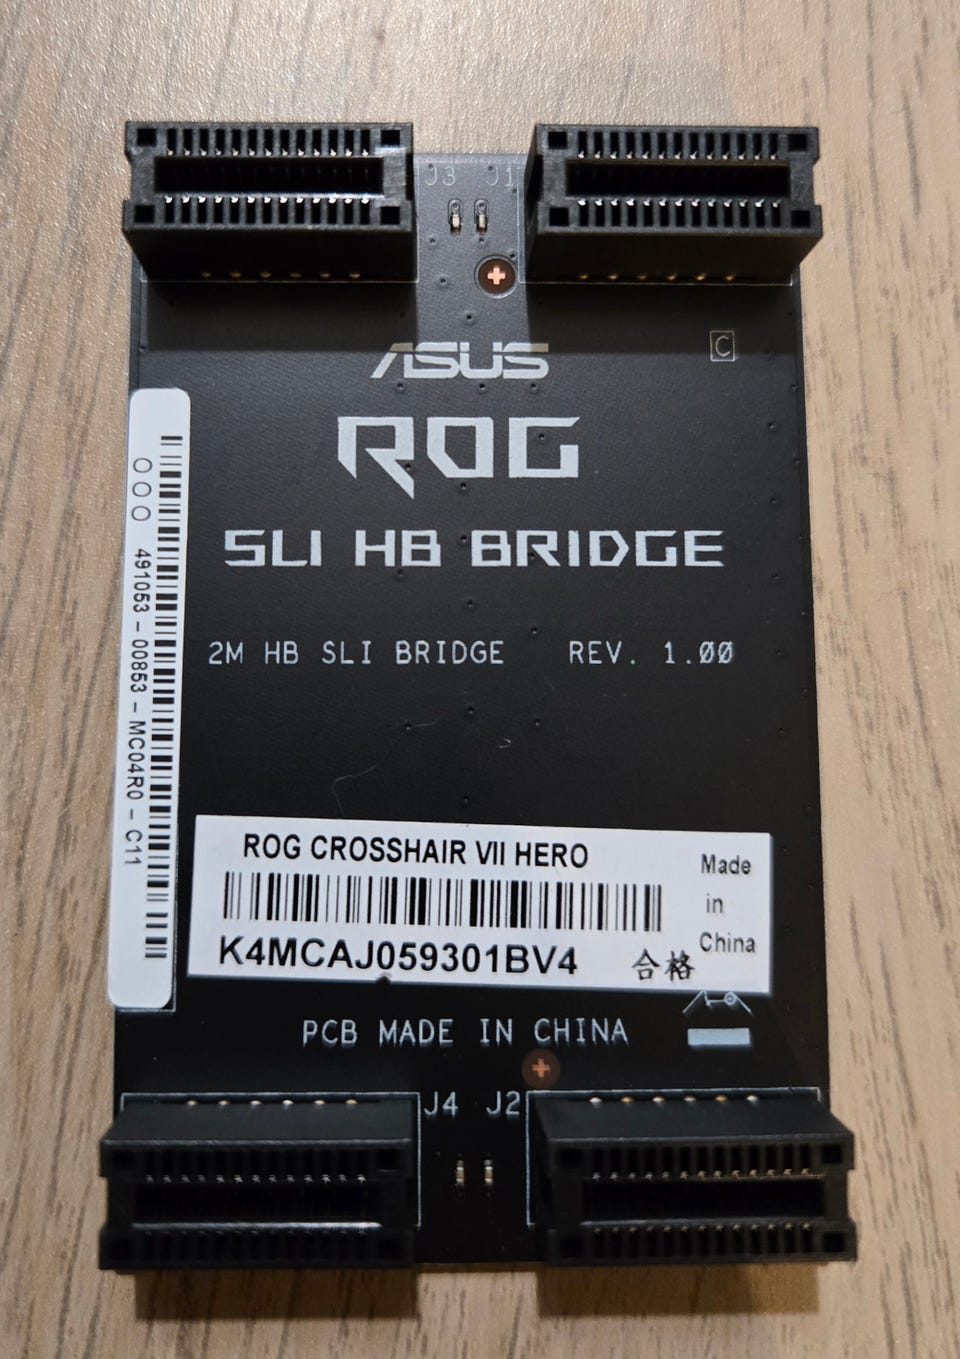 J3 J1
C
ASUS
ROG
SLI HB BRIDGE
2M HB SLI BRIDGE REV. 1.00
000 491053 - 00853 - MC04R0 - C11
ROG CROSSHAIR VII HERO
K4MCAJ059301BV4
合格
Made
in
China
PCB MADE IN CHINA
J4 J2